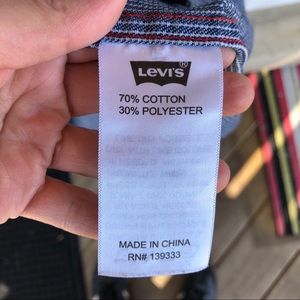 LEVI'S®
70% COTTON
30% POLYESTER
MADE IN CHINA
RN# 139333